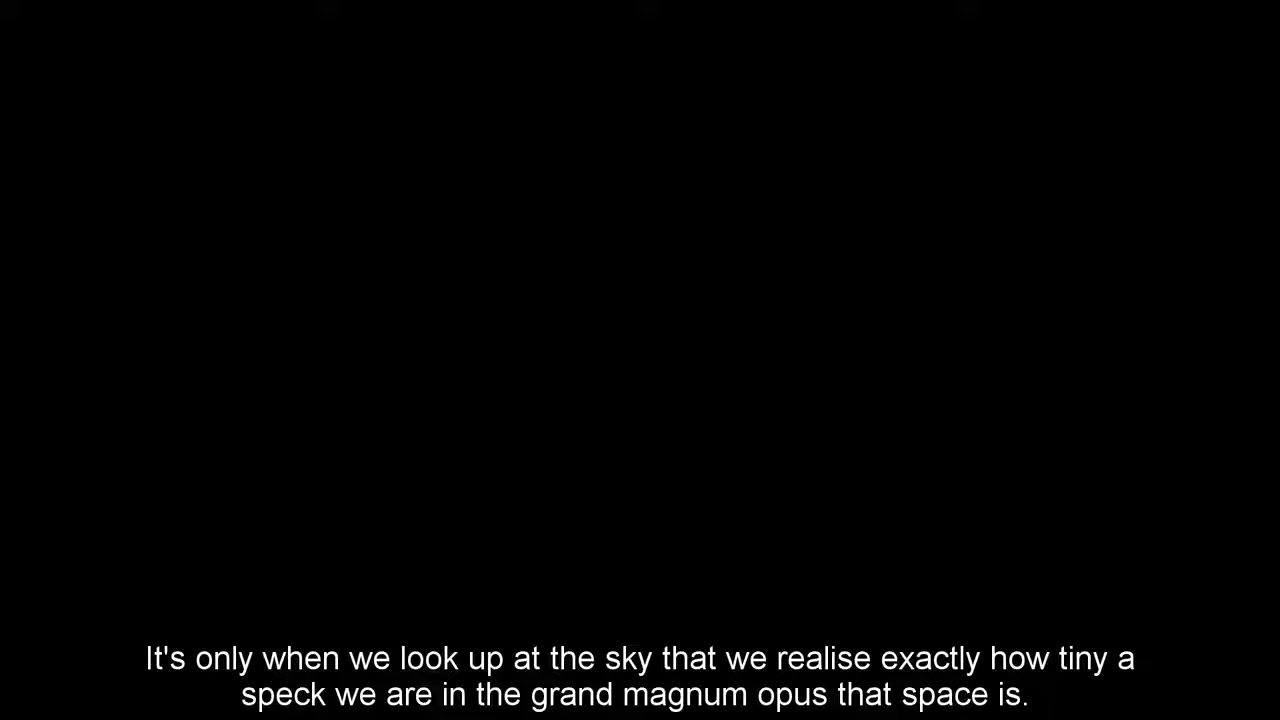 It's only when we look up at the sky that we realise exactly how tiny a
speck we are in the grand magnum opus that space is.